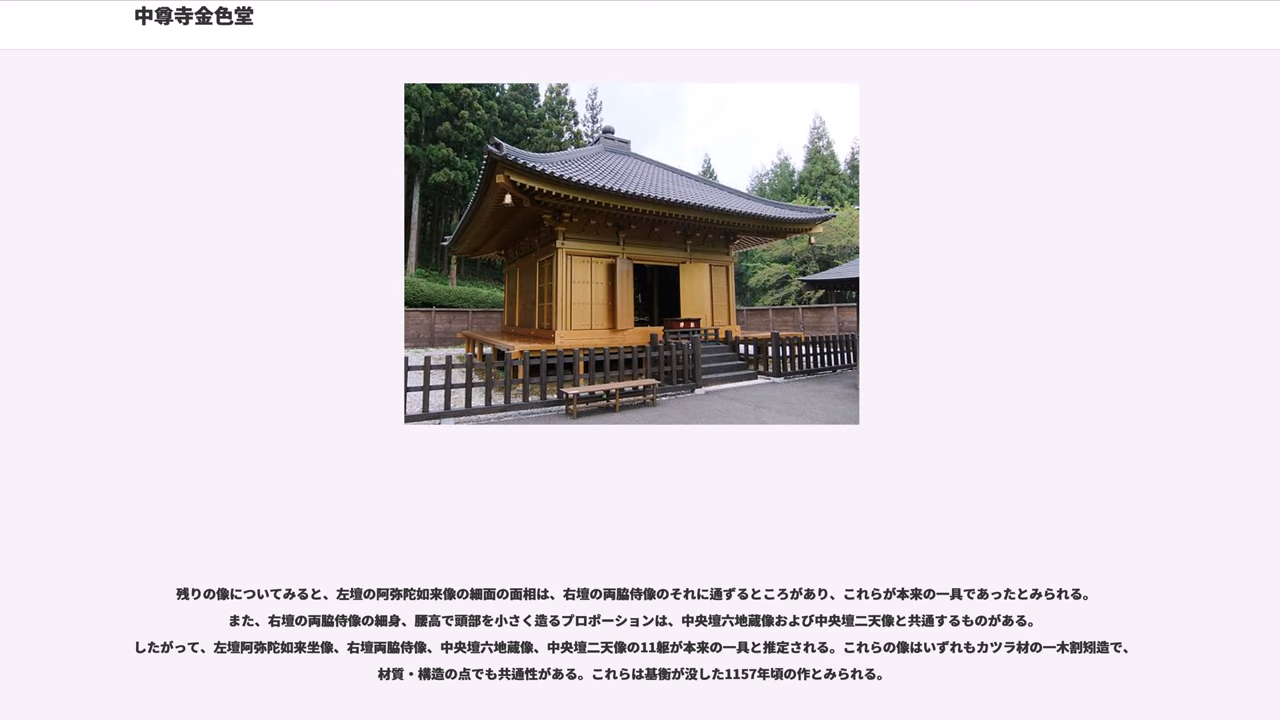 中尊寺金色堂
残りの像についてみると、左壇の阿弥陀如来像の細面の面相は、右壇の両脇侍像のそれに通ずるところがあり、これらが本来の一具であったとみられる。
また、右壇の両脇侍像の細身、腰高で頭部を小さく造るプロポーションは、中央壇六地蔵像および中央壇二天像と共通するものがある。
したがって、左壇阿弥陀如来坐像、右壇両脇侍像、中央壇六地蔵像、中央壇二天像の11躯が本来の一具と推定される。これらの像はいずれもカツラ材の一木割矧造で、
材質・構造の点でも共通性がある。これらは基衡が没した1157年頃の作とみられる。